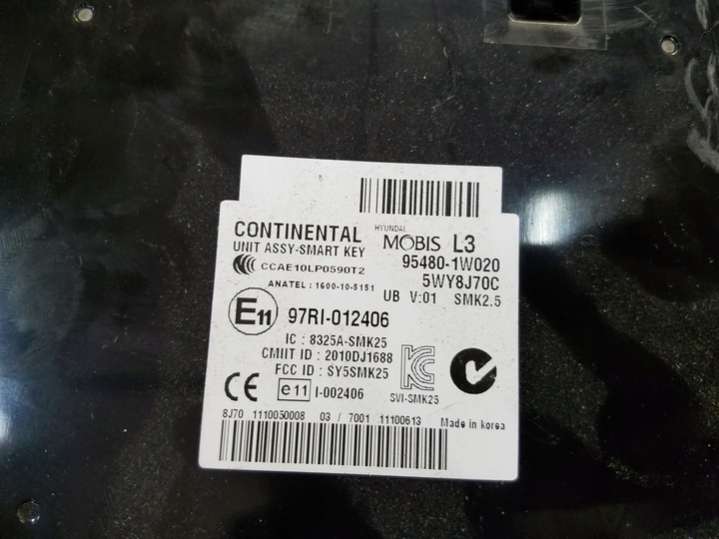 CONTINENTAL
UNIT ASSY-SMART KEY
HYUNDAI
MOBIS L3
95480-1W020
CCAE10LP0590T2
5WY8J70C
ANATEL : 1600-10-5151
UB V:01 SMK2.5
E11 97RI-012406
IC : 8325A-SMK25
CMIIT ID : 2010DJ1688
FCC ID : SY5SMK25
CE e11 I-002406
SVI-SMK25
8J70 1110050008 03 / 7001 11100613 Made in korea